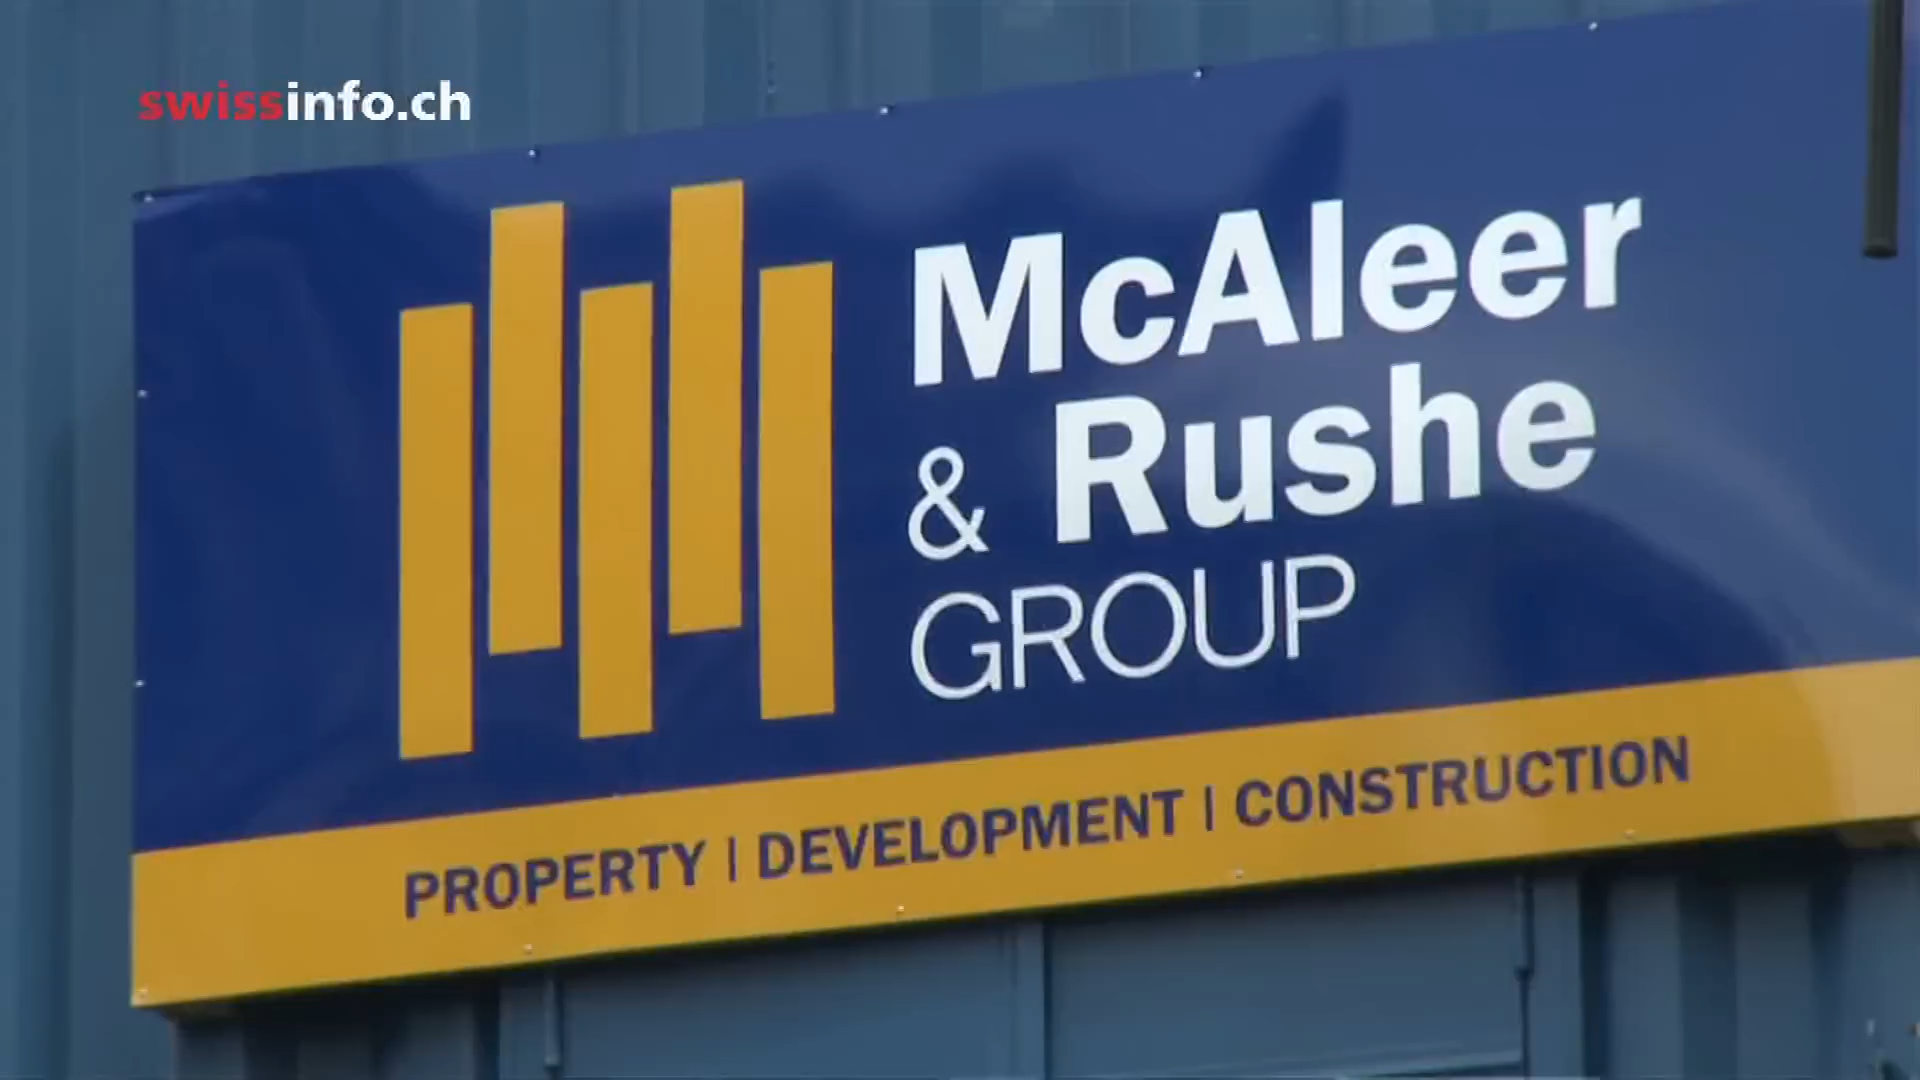 swissinfo.ch
McAleer
& Rushe
GROUP
PROPERTY | DEVELOPMENT | CONSTRUCTION